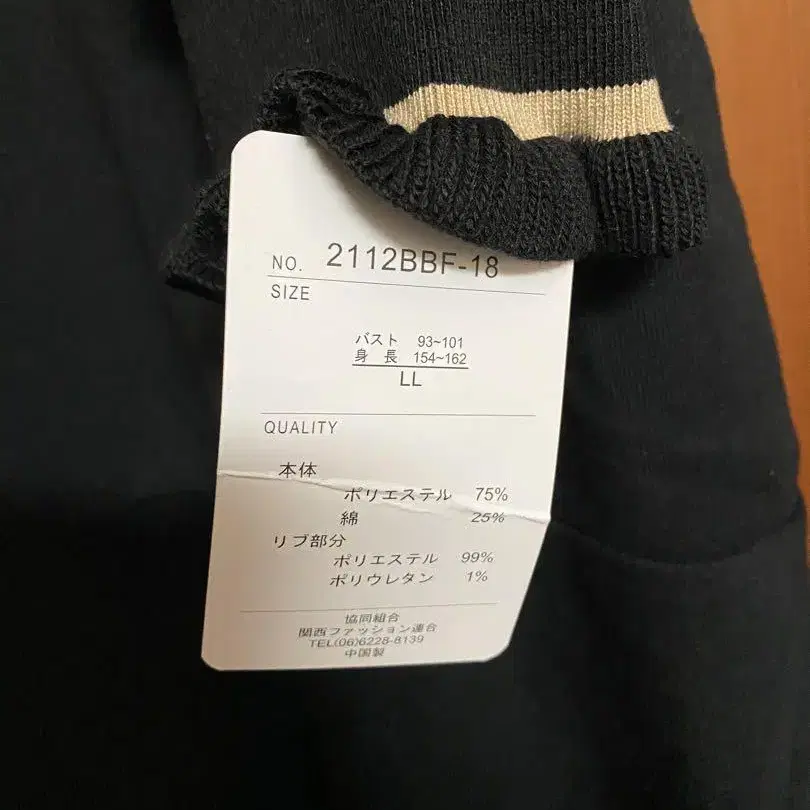 NO. 2112BBF-18
SIZE
バスト 93~101
身 長 154~162
LL
QUALITY
本体
ポリエステル 75%
綿 25%
リブ部分
ポリエステル 99%
ポリウレタン 1%
協同組合
関西ファッション連合
TEL(06)6228-8139
中国製